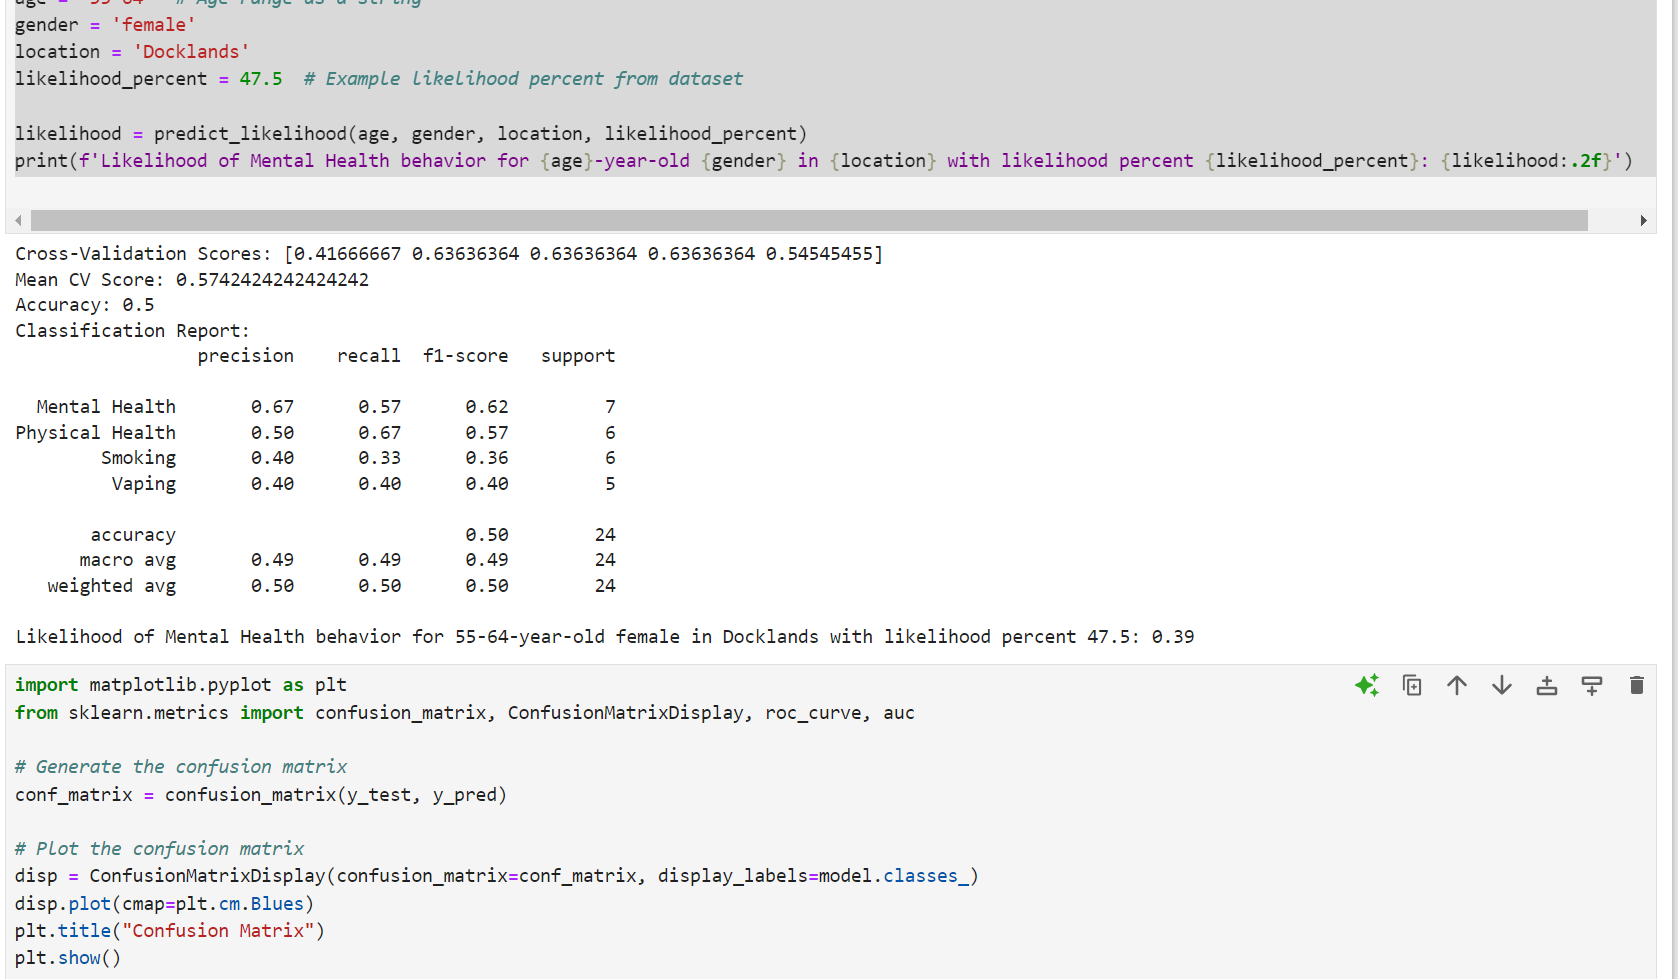 age = '55-64'  # Age range as a string
gender = 'female'
location = 'Docklands'
likelihood_percent = 47.5  # Example likelihood percent from dataset
likelihood = predict_likelihood(age, gender, location, likelihood_percent)
print(f'Likelihood of Mental Health behavior for {age}-year-old {gender} in {location} with likelihood percent {likelihood_percent}: {likelihood:.2f}')
Cross-Validation Scores: [0.41666667 0.63636364 0.63636364 0.63636364 0.54545455]
Mean CV Score: 0.5742424242424242
Accuracy: 0.5
Classification Report:
precision recall f1-score support
Mental Health 0.67 0.57 0.62 7
Physical Health 0.50 0.67 0.57 6
Smoking 0.40 0.33 0.36 6
Vaping 0.40 0.40 0.40 5
accuracy 0.50 24
macro avg 0.49 0.49 0.49 24
weighted avg 0.50 0.50 0.50 24
Likelihood of Mental Health behavior for 55-64-year-old female in Docklands with likelihood percent 47.5: 0.39
import matplotlib.pyplot as plt
from sklearn.metrics import confusion_matrix, ConfusionMatrixDisplay, roc_curve, auc
# Generate the confusion matrix
conf_matrix = confusion_matrix(y_test, y_pred)
# Plot the confusion matrix
disp = ConfusionMatrixDisplay(confusion_matrix=conf_matrix, display_labels=model.classes_)
disp.plot(cmap=plt.cm.Blues)
plt.title("Confusion Matrix")
plt.show()